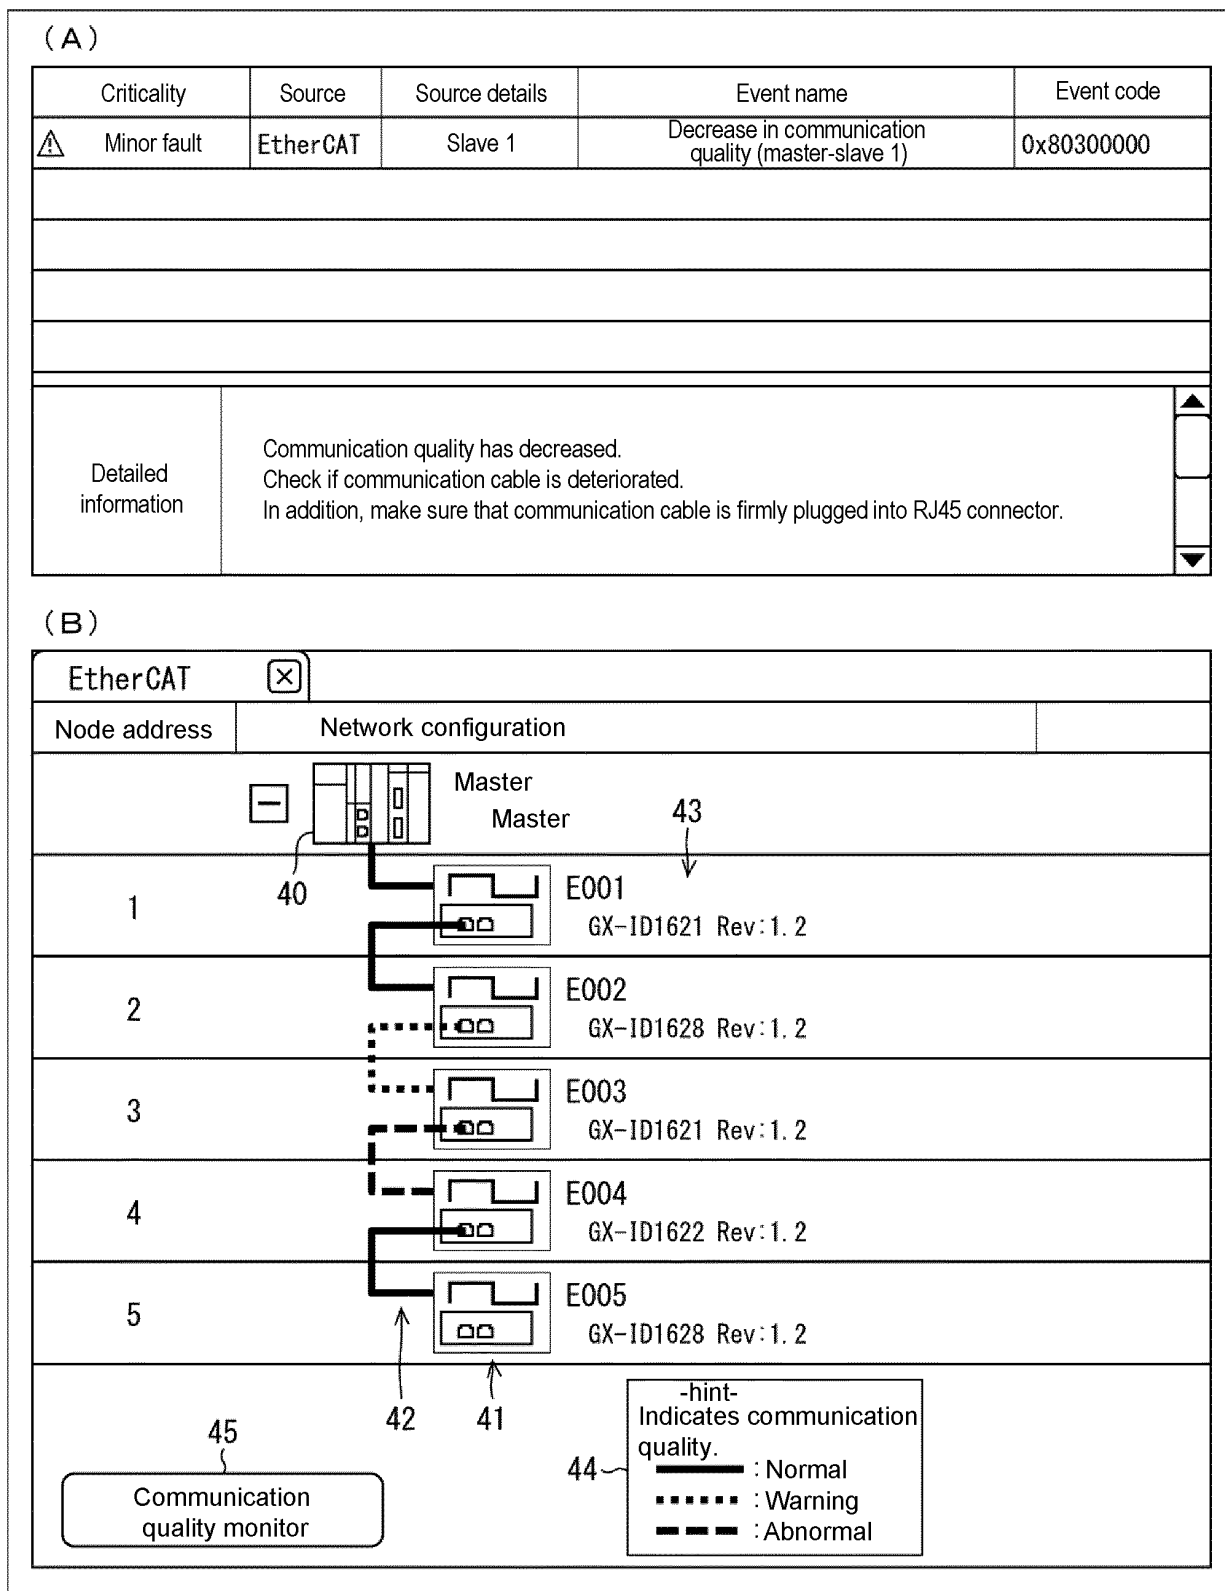 (A)
Criticality Source Source details Event name Event code
Minor fault EtherCAT Slave 1 Decrease in communication quality (master-slave 1) 0x80300000
Detailed information
Communication quality has decreased.
Check if communication cable is deteriorated.
In addition, make sure that communication cable is firmly plugged into RJ45 connector.
(B)
EtherCAT
Node address Network configuration
Master
Master
40
43
1 E001
GX-ID1621 Rev:1.2
2 E002
GX-ID1628 Rev:1.2
3 E003
GX-ID1621 Rev:1.2
4 E004
GX-ID1622 Rev:1.2
5 E005
GX-ID1628 Rev:1.2
42 41
45
Communication
quality monitor
44
-hint-
Indicates communication
quality.
: Normal
: Warning
: Abnormal